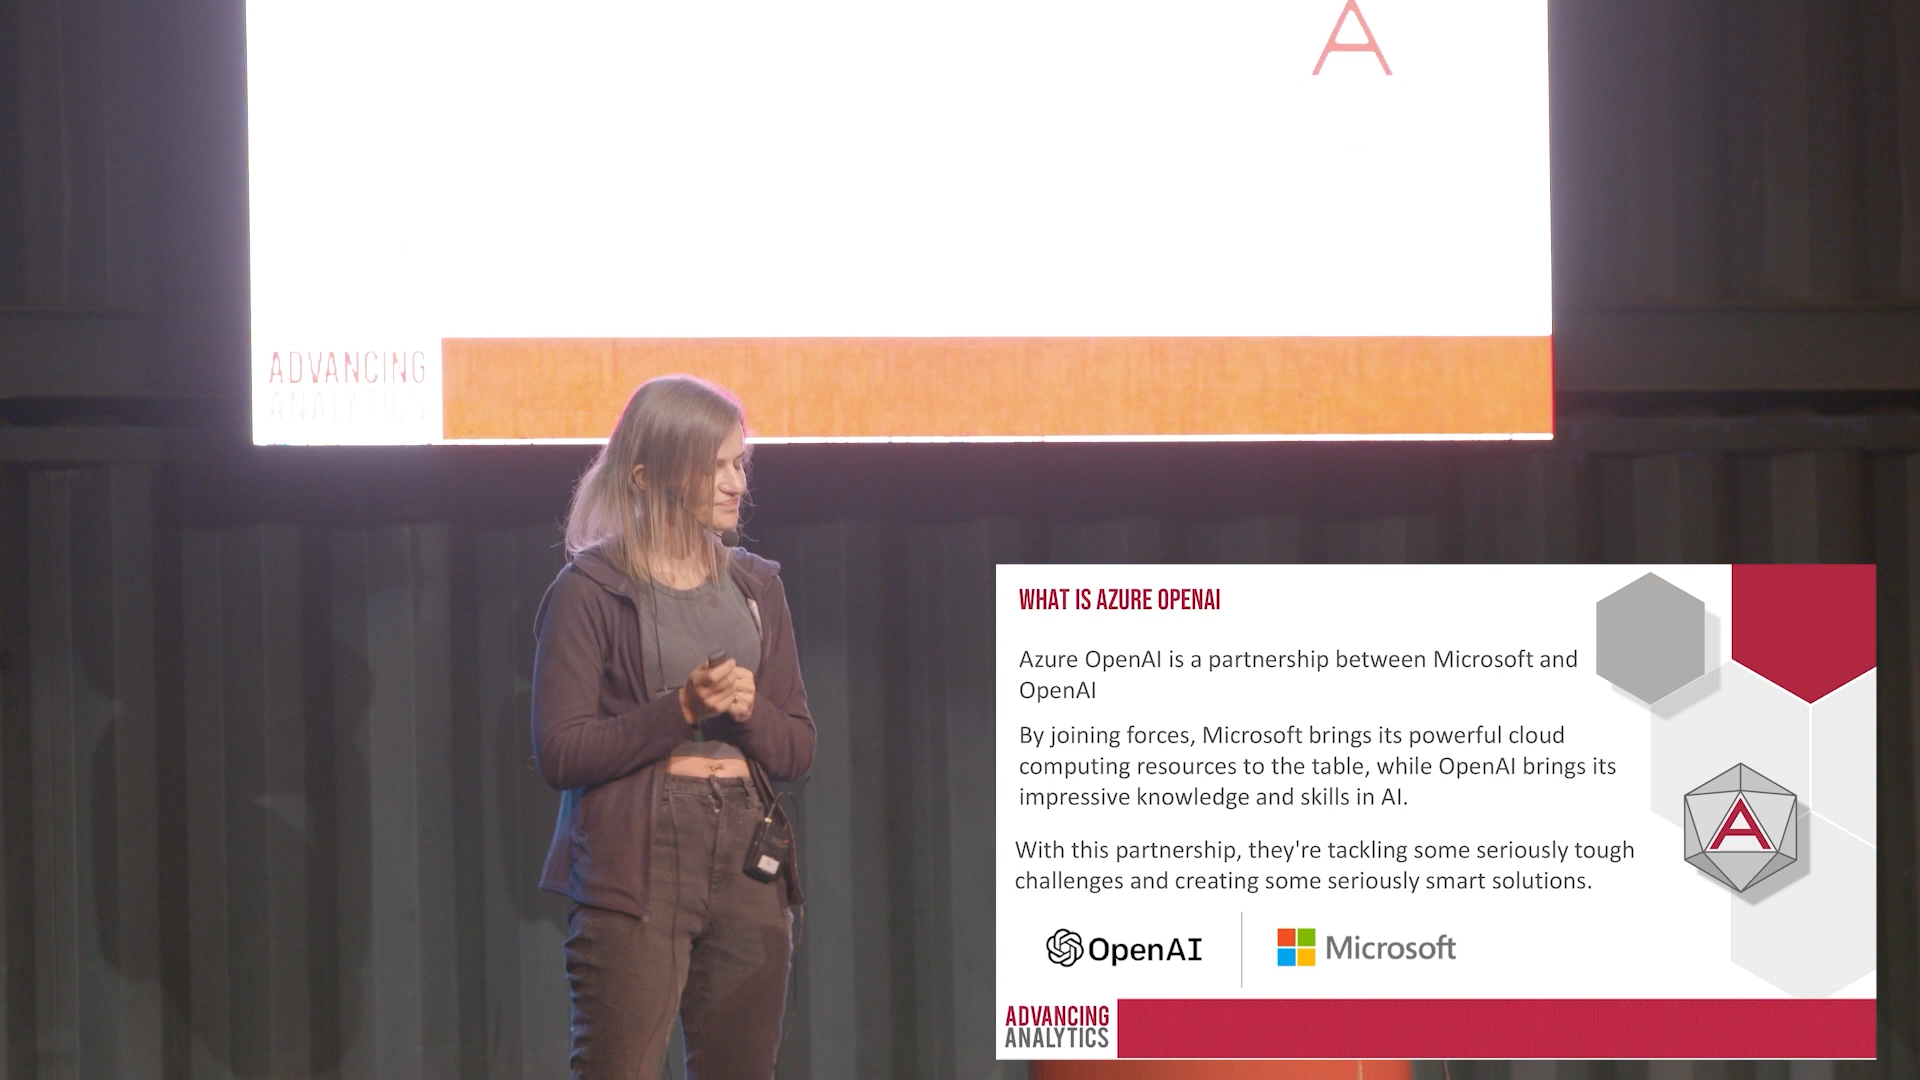 A
ADVANCING
ANALYTICS
WHAT IS AZURE OPENAI
Azure OpenAI is a partnership between Microsoft and
OpenAI
By joining forces, Microsoft brings its powerful cloud
computing resources to the table, while OpenAI brings its
impressive knowledge and skills in AI.
With this partnership, they're tackling some seriously tough
challenges and creating some seriously smart solutions.
OpenAI
Microsoft
A
ADVANCING
ANALYTICS